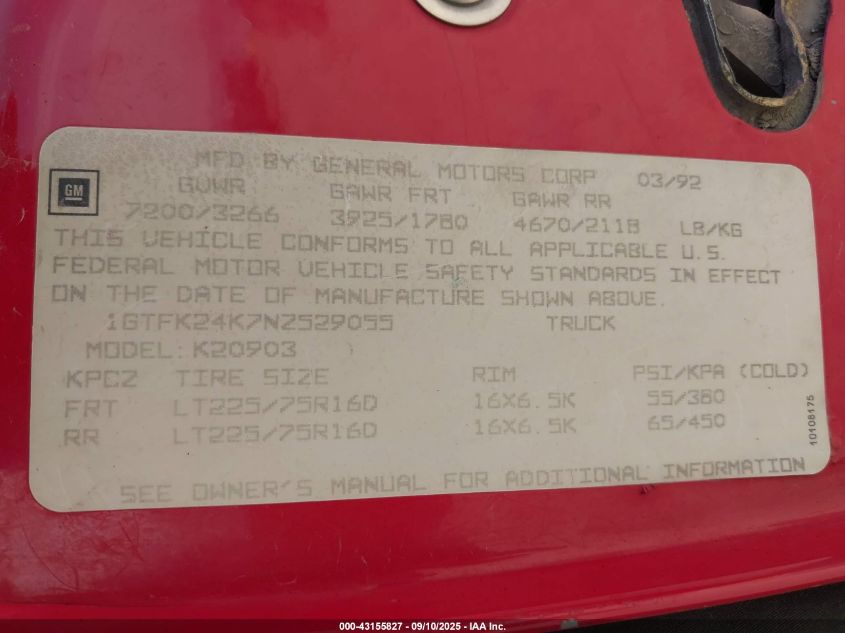 MFD BY GENERAL MOTORS CORP 03/92
GM
GVWR GAWR FRT GAWR RR
7200/3266 3925/1780 4670/2118 LB/KG
THIS VEHICLE CONFORMS TO ALL APPLICABLE U.S.
FEDERAL MOTOR VEHICLE SAFETY STANDARDS IN EFFECT
ON THE DATE OF MANUFACTURE SHOWN ABOVE.
1GTFK24K7NZ529055 TRUCK
MODEL: K20903
KPCZ TIRE SIZE RIM PSI/KPA (COLD)
FRT LT225/75R16D 16X6.5K 55/380
RR LT225/75R16D 16X6.5K 65/450
10108175
SEE OWNER'S MANUAL FOR ADDITIONAL INFORMATION
000-43155827 - 09/10/2025 - IAA Inc.